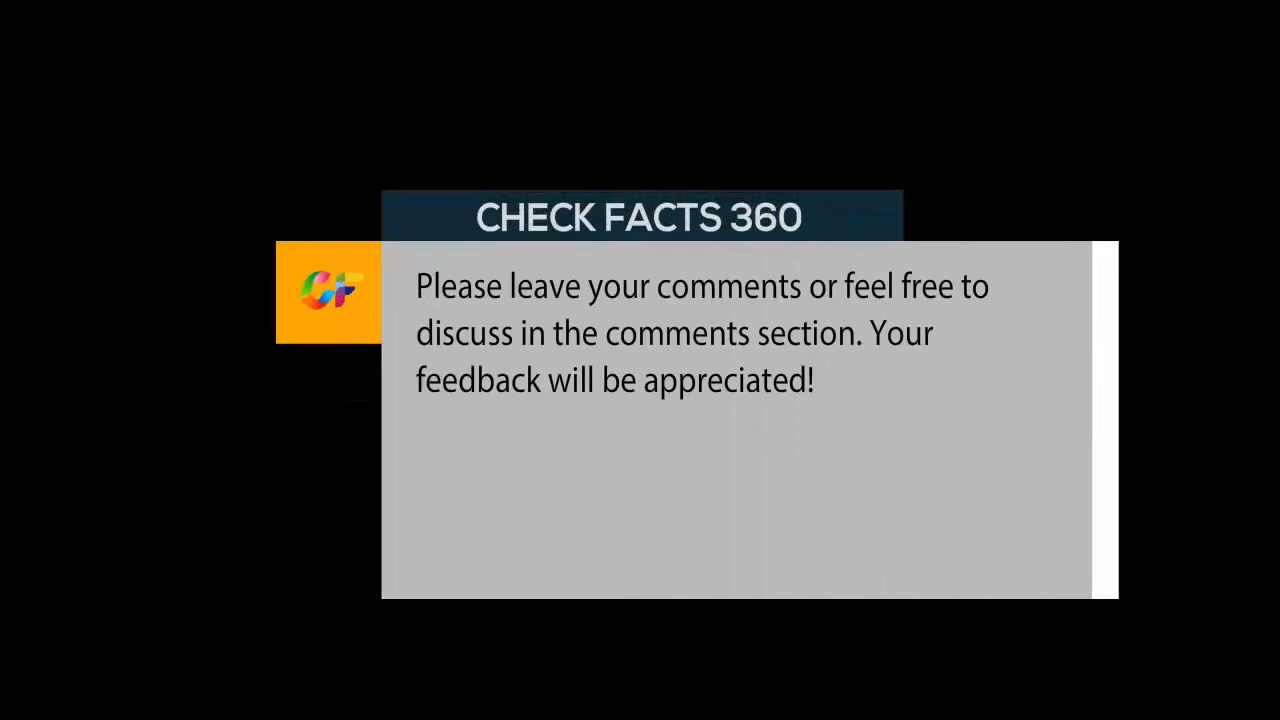 CHECK FACTS 360
CF
Please leave your comments or feel free to
discuss in the comments section. Your
feedback will be appreciated!